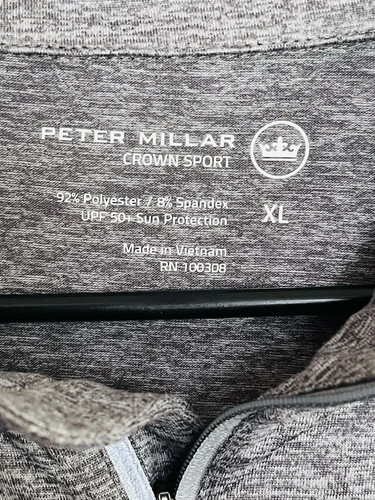 PETER MILLAR
CROWN SPORT
92% Polyester / 8% Spandex
UPF 50+ Sun Protection
XL
Made in Vietnam
RN 100308